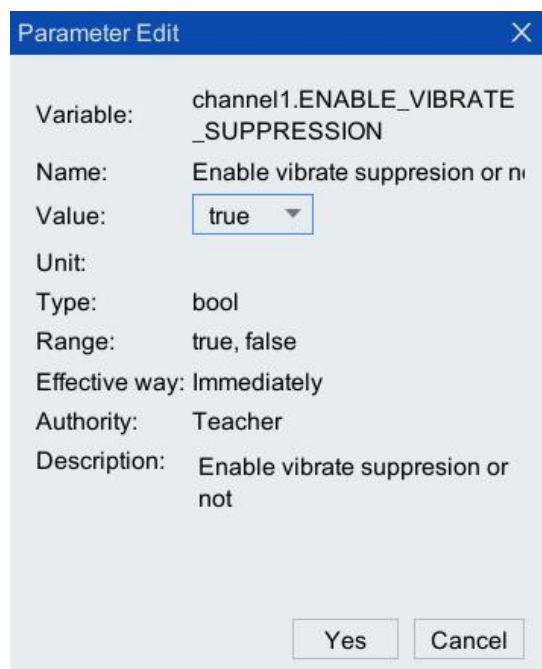 Parameter Edit
Variable: channel1.ENABLE_VIBRATE
_SUPPRESSION
Name: Enable vibrate suppresion or
Value: true
Unit:
Type: bool
Range: true, false
Effective way: Immediately
Authority: Teacher
Description: Enable vibrate suppresion or
not
Yes Cancel